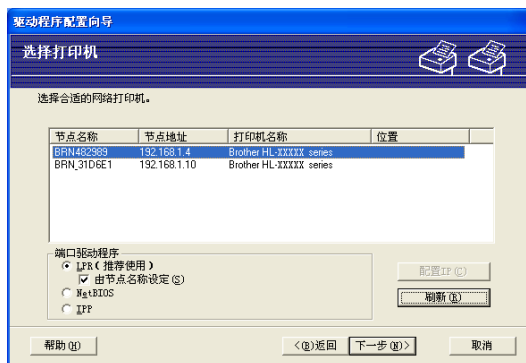 驱动程序配置向导
选择打印机
选择合适的网络打印机。
节点名称 节点地址 打印机名称 位置
BRN482989 192.168.1.4 Brother HL-XXXXX series
BRN_31D6E1 192.168.1.10 Brother HL-XXXXX series
端口驱动程序
LPR(推荐使用)
由节点名称设定(S)
NetBIOS
IPP
配置IP(C)
刷新(R)
帮助(H) <(B)返回 下一步(N)> 取消